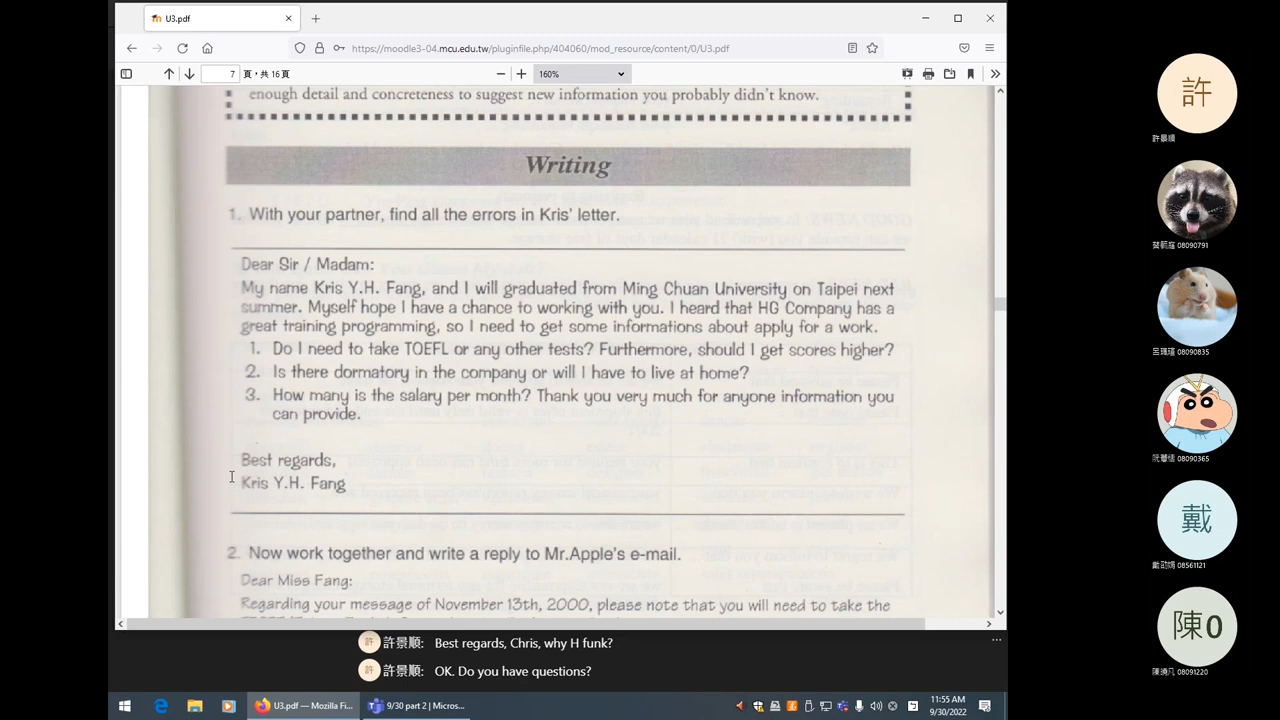 U3.pdf
https://moodle3-04.mcu.edu.tw/pluginfile.php/404060/mod_resource/content/0/U3.pdf
7 頁，共 16 頁
160%
enough detail and concreteness to suggest new information you probably didn't know.
Writing
1. With your partner, find all the errors in Kris' letter.
Dear Sir / Madam:
My name Kris Y.H. Fang, and I will graduated from Ming Chuan University on Taipei next
summer. Myself hope I have a chance to working with you. I heard that HG Company has a
great training programming, so I need to get some informations about apply for a work.
1. Do I need to take TOEFL or any other tests? Furthermore, should I get scores higher?
2. Is there dormatory in the company or will I have to live at home?
3. How many is the salary per month? Thank you very much for anyone information you
can provide.
Best regards,
Kris Y.H. Fang
2. Now work together and write a reply to Mr.Apple's e-mail.
Dear Miss Fang:
Regarding your message of November 13th, 2000, please note that you will need to take the
許
許景順
08090791
08090835
08090365
戴
08561121
陳0
08091220
許 許景順: Best regards, Chris, why H funk?
許 許景順: OK. Do you have questions?
U3.pdf — Mozilla Fi...
9/30 part 2 | Micros...
11:55 AM
9/30/2022